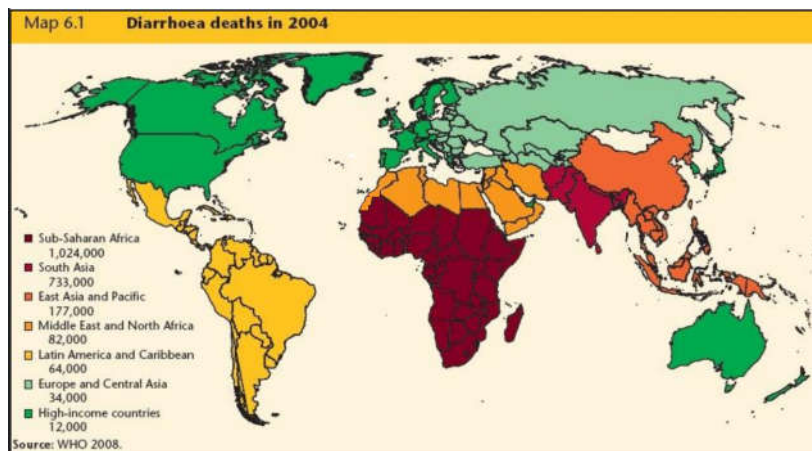 Map 6.1 Diarrhoea deaths in 2004
Sub-Saharan Africa
1,024,000
South Asia
733,000
East Asia and Pacific
177,000
Middle East and North Africa
82,000
Latin America and Caribbean
64,000
Europe and Central Asia
34,000
High-income countries
12,000
Source: WHO 2008.